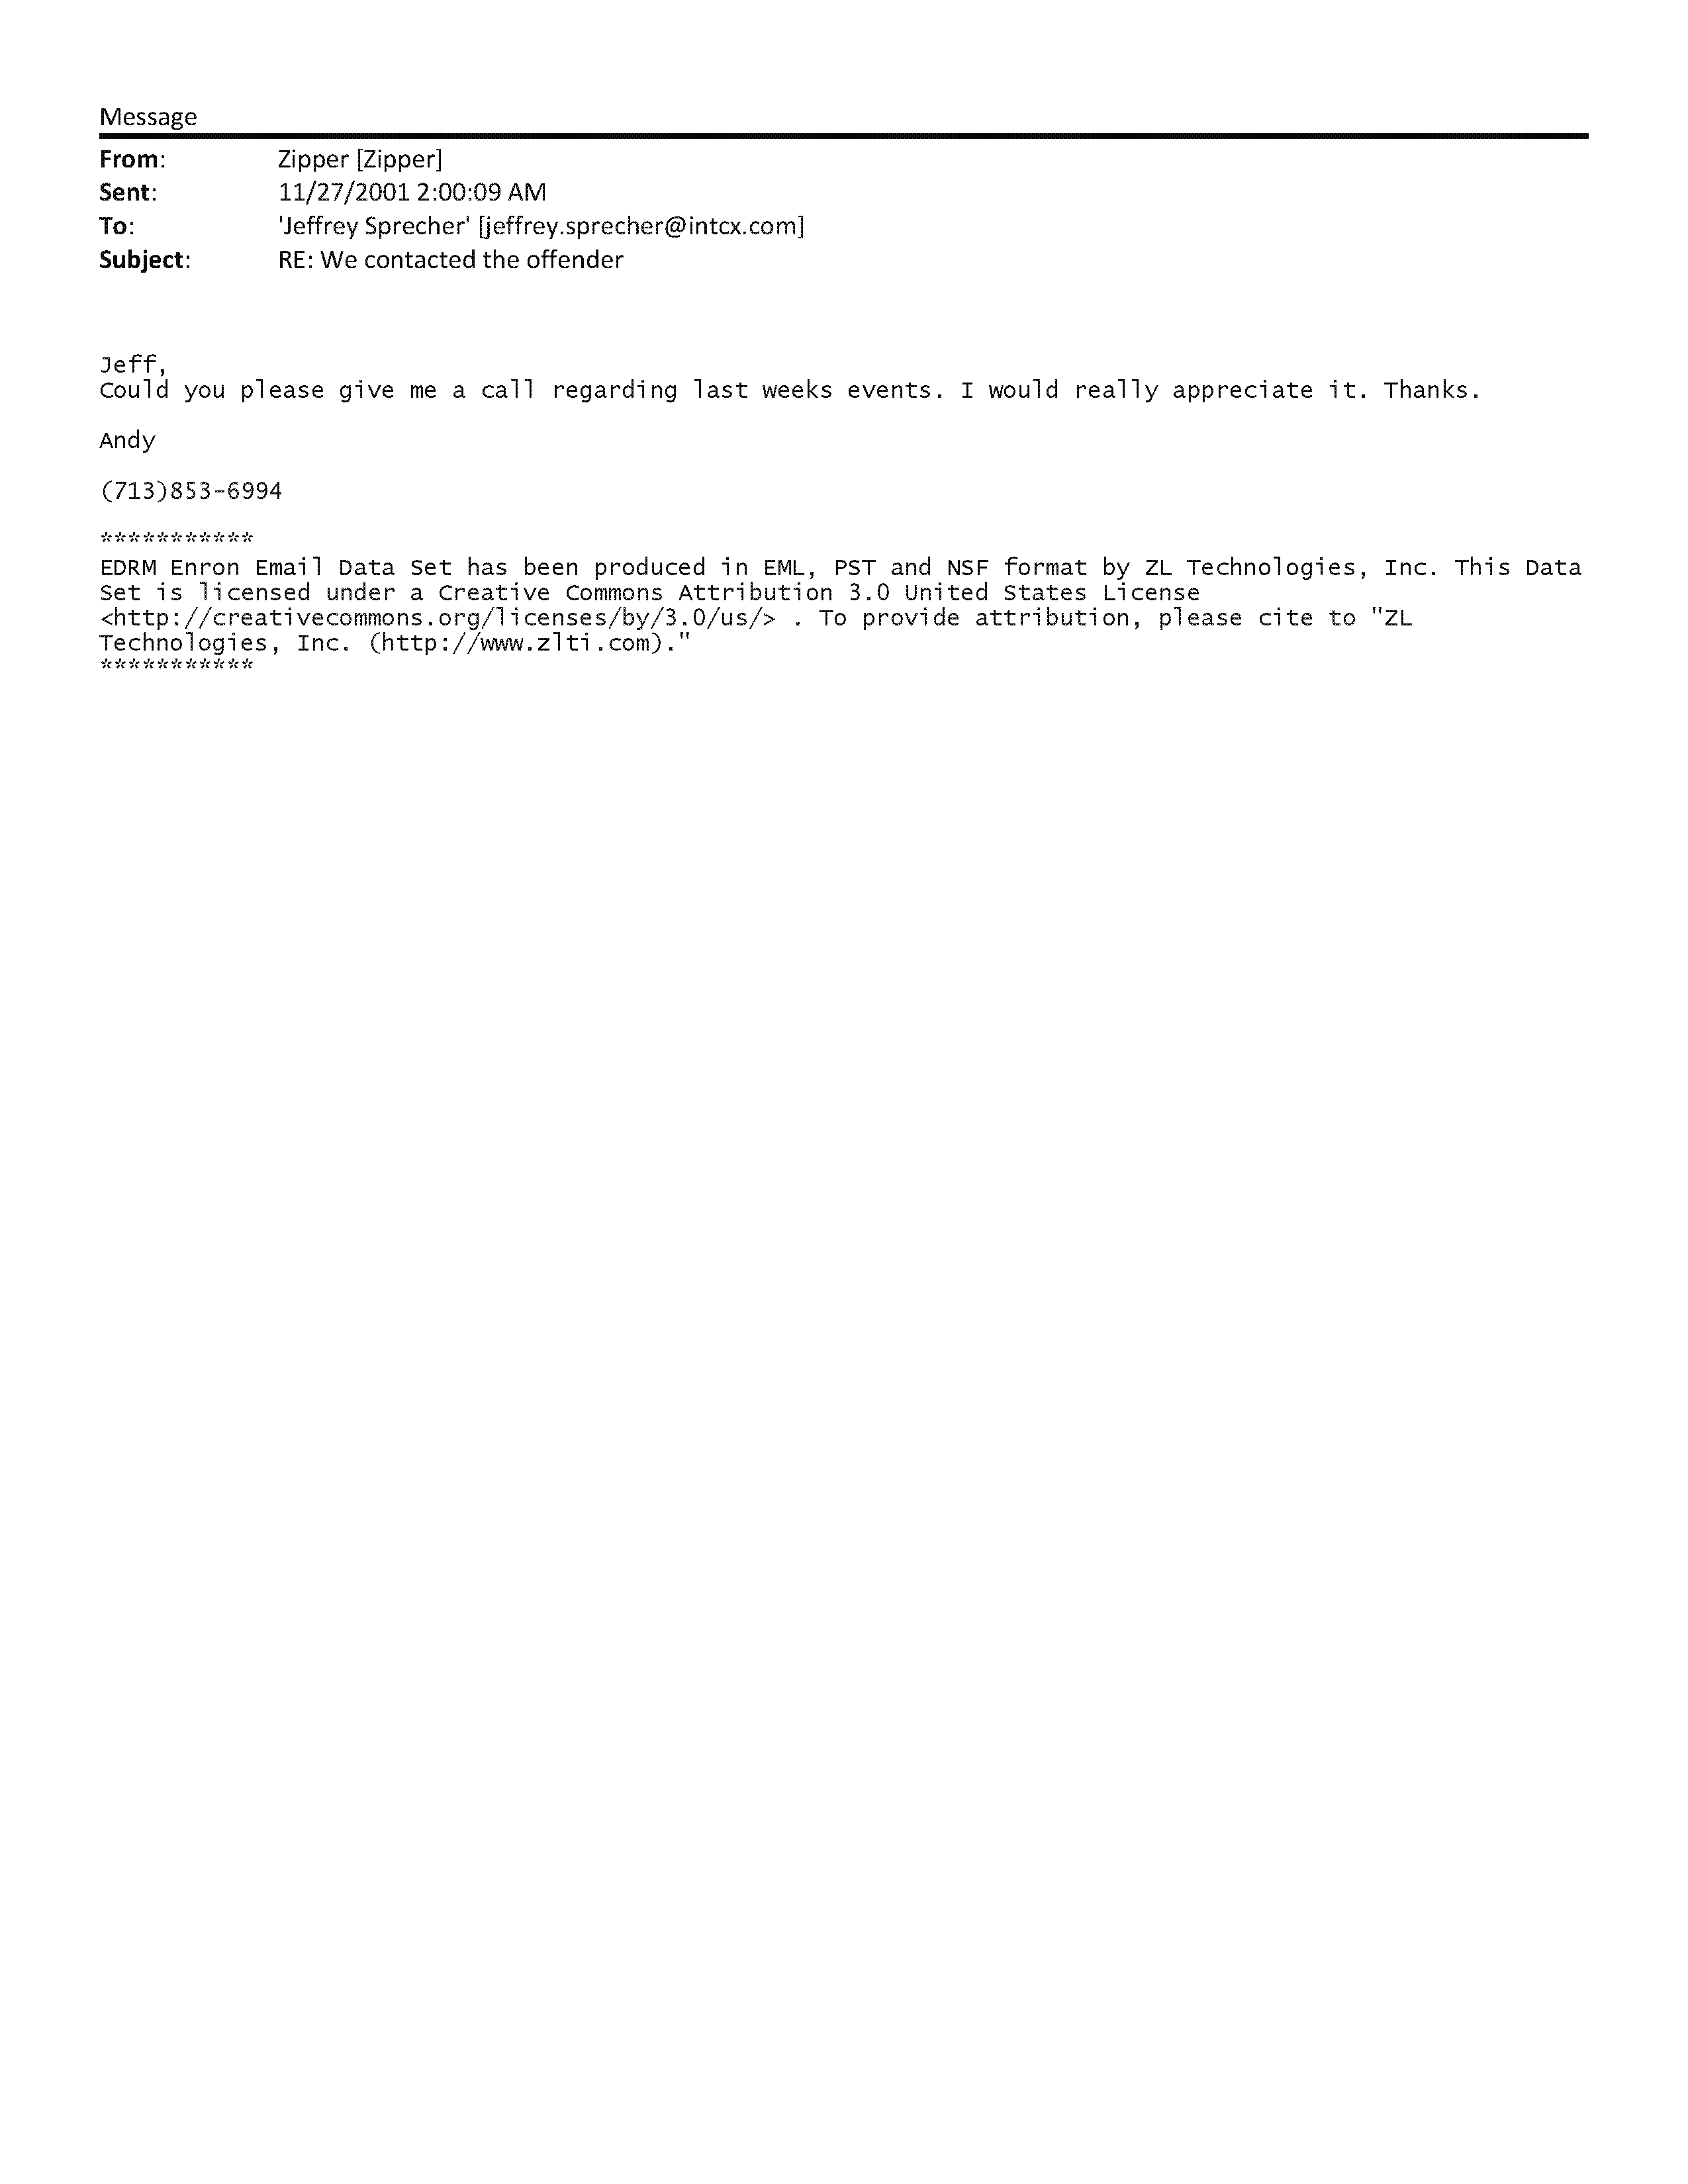 Message
From: Zipper [Zipper]
Sent: 11/27/2001 2:00:09 AM
To: 'Jeffrey Sprecher' [jeffrey.sprecher@intcx.com]
Subject: RE: We contacted the offender
Jeff,
Could you please give me a call regarding last weeks events. I would really appreciate it. Thanks.
Andy
(713)853-6994
***********
EDRM Enron Email Data Set has been produced in EML, PST and NSF format by ZL Technologies, Inc. This Data
Set is licensed under a Creative Commons Attribution 3.0 United States License
<http://creativecommons.org/licenses/by/3.0/us/> . To provide attribution, please cite to "ZL
Technologies, Inc. (http://www.zlti.com)."
***********